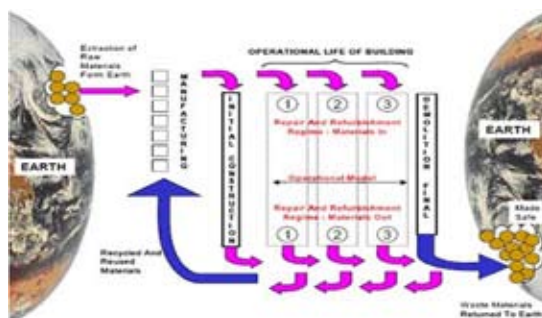 Extraction of
Raw
Materials
Form Earth
EARTH
MANUFACTURING
OPERATIONAL LIFE OF BUILDING
INITIAL CONSTRUCTION
1 2 3
Repair And Refurbishment
Regime : Materials In
Operational Model
Repair And Refurbishment
Regime : Materials Out
1 2 3
DEMOLITION FINAL
Recycled And
Reused
Materials
EARTH
Made
Safe
Waste Materials
Returned To Earth